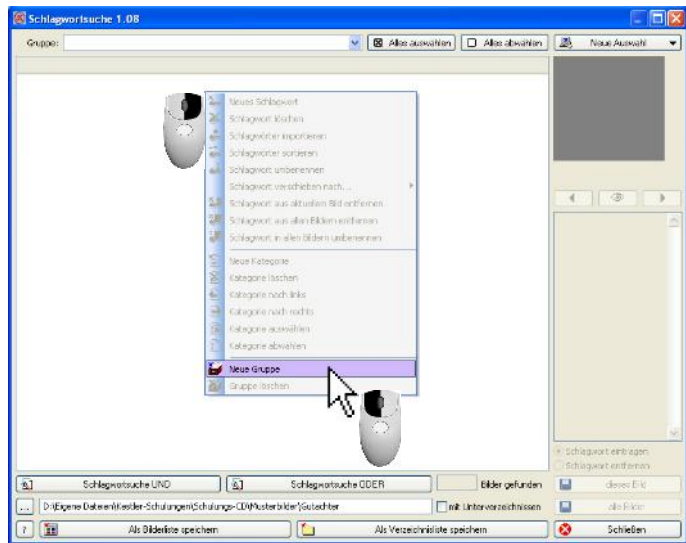 Schlagwortsuche 1.08
Gruppe:
Alles auswählen
Alles abwählen
Neue Auswahl
Neues Schlagwort
Schlagwort löschen
Schlagwörter importieren
Schlagwörter sortieren
Schlagwort umbenennen
Schlagwort verschieben nach...
Schlagwort aus aktuellem Bild entfernen
Schlagwort aus allen Bildern entfernen
Schlagwort in allen Bildern umbenennen
Neue Kategorie
Kategorie löschen
Kategorie nach links
Kategorie nach rechts
Kategorie auswählen
Kategorie abwählen
Neue Gruppe
Gruppe löschen
Schlagwort eintragen
Schlagwort entfernen
Schlagwortsuche UND
Schlagwortsuche ODER
Bilder gefunden
dieses Bild
... D:\Eigene Dateien\Kestler-Schulungen\Schulungs-CD\Musterbilder\Gutachter
mit Unterverzeichnissen
alle Bilder
?
Als Bilderliste speichern
Als Verzeichnisliste speichern
Schließen